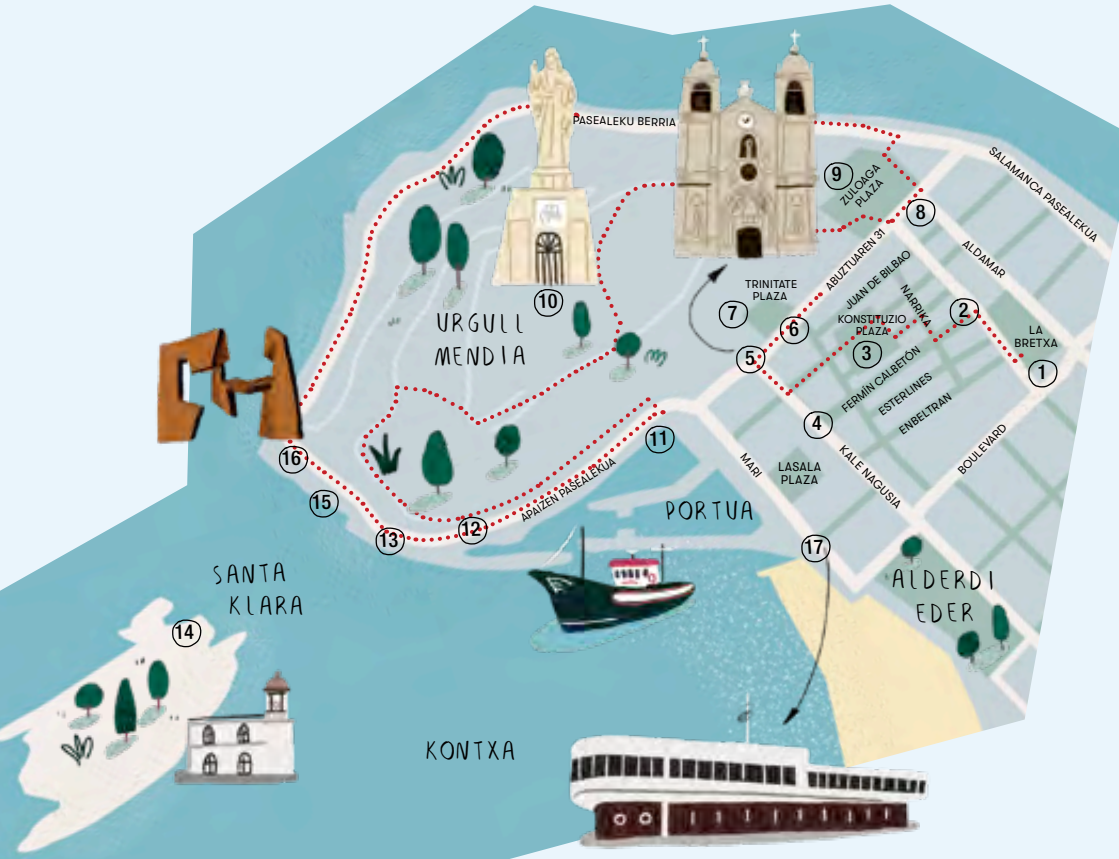 PASEALEKU BERRIA
SALAMANCA PASEALEKUA
9
ZULOAGA
PLAZA
8
ABUZTUAREN 31
ALDAMAR
JUAN DE BILBAO
NARRIKA
TRINITATE
PLAZA
7
10
URGULL
MENDIA
6
KONSTITUZIO
PLAZA
3
2
LA
BRETXA
1
5
FERMÍN CALBETÓN
ESTERLINES
ENBELTRAN
4
11
MARI
KALE NAGUSIA
BOULEVARD
LASALA
PLAZA
16
15
13
12
APAIZEN PASEALEKUA
PORTUA
17
ALDERDI
EDER
SANTA
KLARA
14
KONTXA